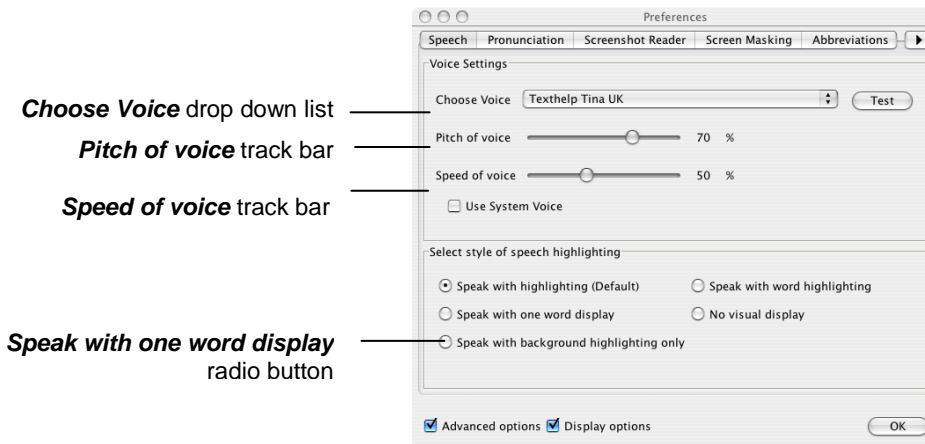 Preferences
Speech Pronunciation Screenshot Reader Screen Masking Abbreviations
Voice Settings
Choose Voice drop down list
Choose Voice Texthelp Tina UK Test
Pitch of voice track bar
Pitch of voice 70 %
Speed of voice track bar
Speed of voice 50 %
Use System Voice
Select style of speech highlighting
Speak with highlighting (Default) Speak with word highlighting
Speak with one word display No visual display
Speak with one word display
radio button
Speak with background highlighting only
Advanced options Display options OK